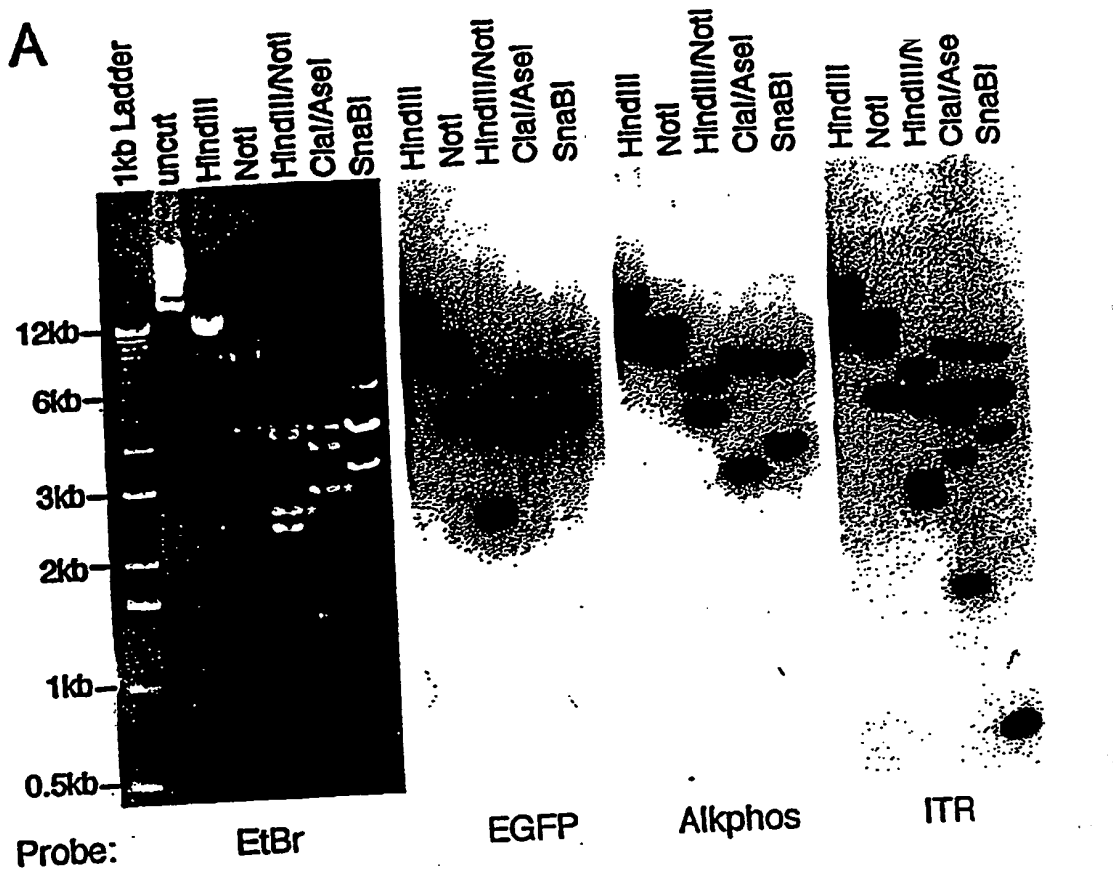 A
1kb Ladder
uncut
HindIII
NotI
HindIII/NotI
ClaI/AseI
SnaBI
HindIII
NotI
HindIII/NotI
ClaI/AseI
SnaBI
HindIII
NotI
HindIII/NotI
ClaI/AseI
SnaBI
HindIII
NotI
HindIII/N
ClaI/Ase
SnaBI
12kb
6kb
3kb
2kb
1kb
0.5kb
Probe: EtBr EGFP Alkphos ITR